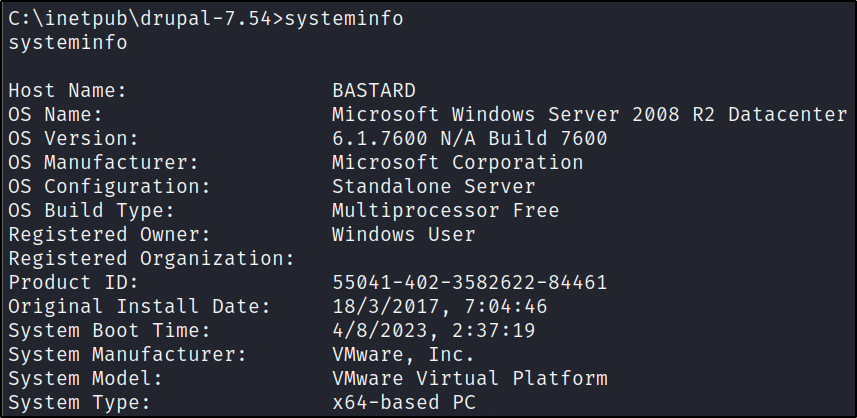 C:\inetpub\drupal-7.54>systeminfo
systeminfo
Host Name: BASTARD
OS Name: Microsoft Windows Server 2008 R2 Datacenter
OS Version: 6.1.7600 N/A Build 7600
OS Manufacturer: Microsoft Corporation
OS Configuration: Standalone Server
OS Build Type: Multiprocessor Free
Registered Owner: Windows User
Registered Organization:
Product ID: 55041-402-3582622-84461
Original Install Date: 18/3/2017, 7:04:46
System Boot Time: 4/8/2023, 2:37:19
System Manufacturer: VMware, Inc.
System Model: VMware Virtual Platform
System Type: x64-based PC